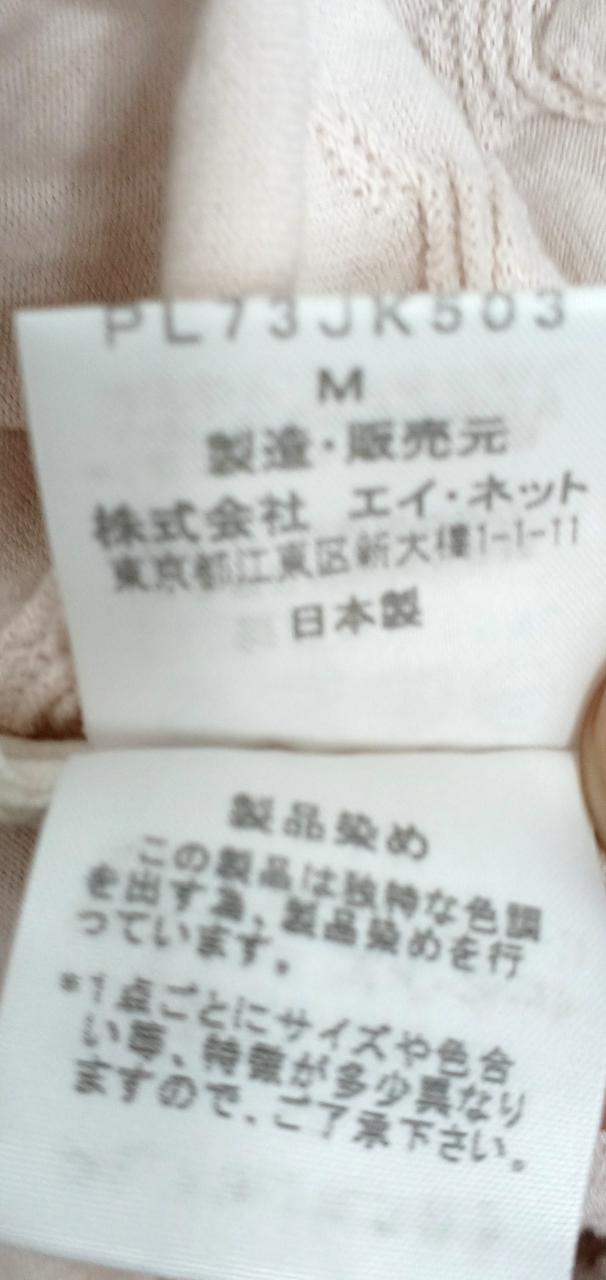 PL73JK503
M
製造・販売元
株式会社 エイ・ネット
東京都江東区新大橋1-1-11
日本製
製品染め
この製品は独特な色調
を出す為、製品染めを行
っています。
*1点ごとにサイズや色合
い等、特徴が多少異なり
ますので、ご了承下さい。